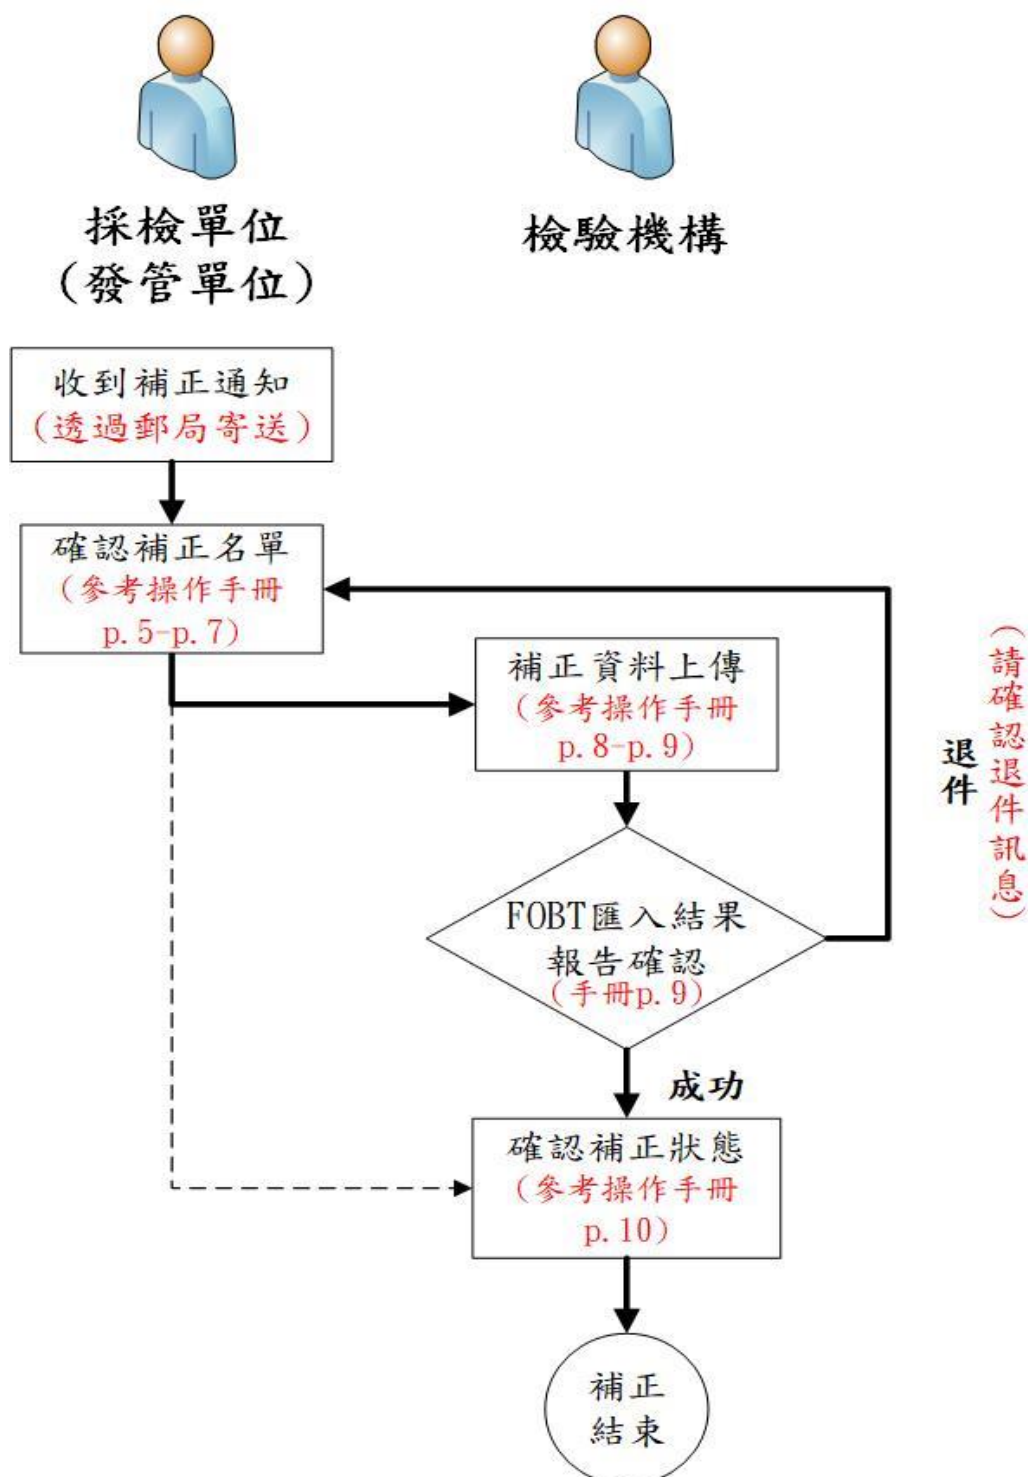 採檢單位
(發管單位)
檢驗機構
收到補正通知
(透過郵局寄送)
確認補正名單
(參考操作手冊
p.5-p.7)
補正資料上傳
(參考操作手冊
p.8-p.9)
退件
(請確認退件訊息)
FOBT匯入結果
報告確認
(手冊p.9)
成功
確認補正狀態
(參考操作手冊
p.10)
補正
結束